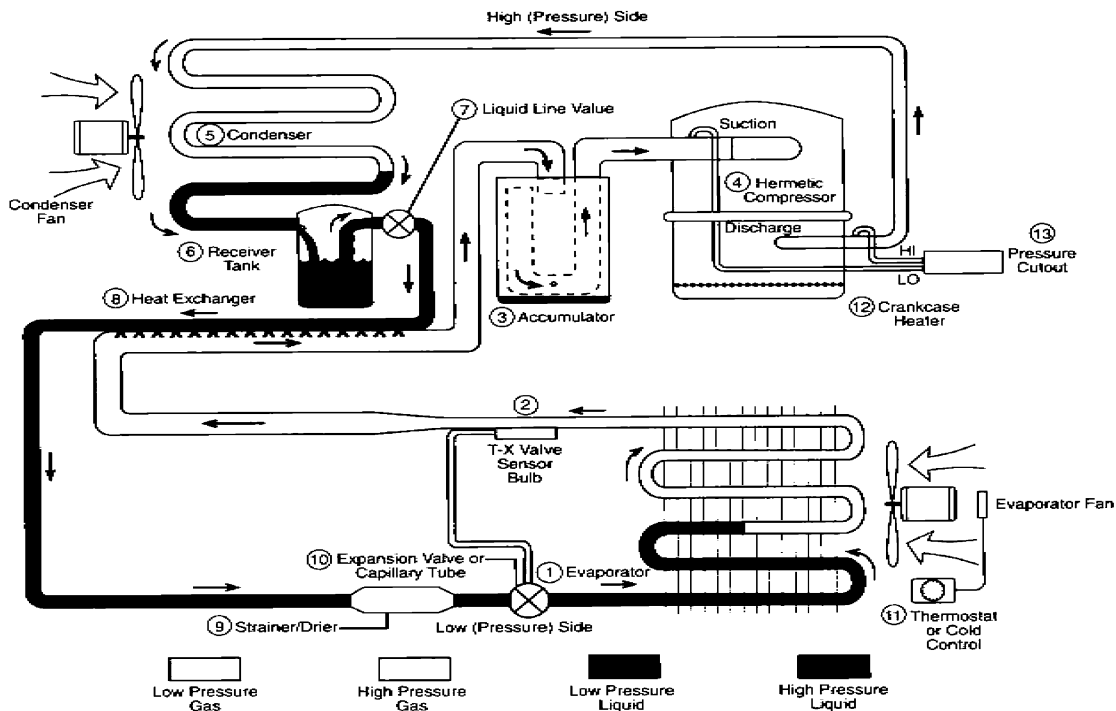 High (Pressure) Side
7 Liquid Line Value
5 Condenser
Suction
4 Hermetic
Compressor
Condenser
Fan
Discharge
6 Receiver
Tank
HI
LO
13
Pressure
Cutout
8 Heat Exchanger
3 Accumulator
12 Crankcase
Heater
2
T-X Valve
Sensor
Bulb
Evaporator Fan
10 Expansion Valve or
Capillary Tube
1 Evaporator
9 Strainer/Drier
Low (Pressure) Side
11 Thermostat
or Cold
Control
Low Pressure
Gas
High Pressure
Gas
Low Pressure
Liquid
High Pressure
Liquid